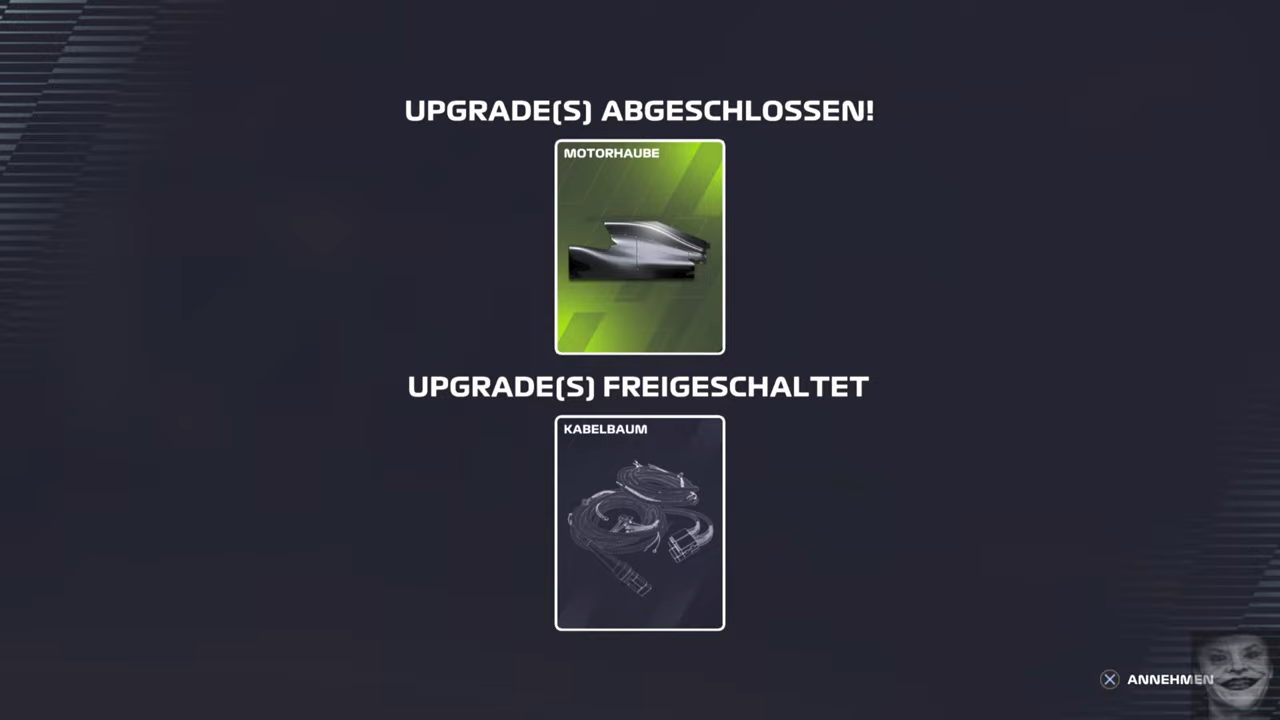 UPGRADE(S) ABGESCHLOSSEN!
MOTORHAUBE
UPGRADE(S) FREIGESCHALTET
KABELBAUM
ANNEHMEN